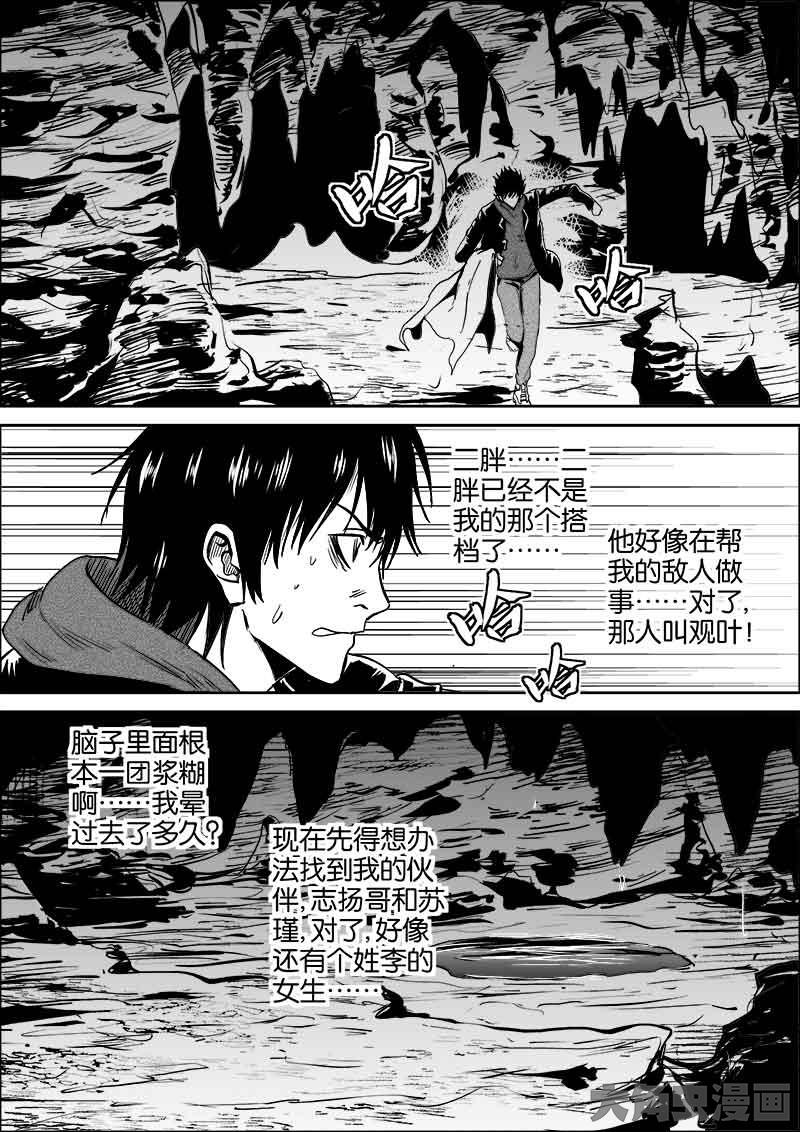 哈
哈
二胖……二
胖已经不是
我的那个搭
档了……
他好像在帮
我的敌人做
事……对了,
那人叫观叶!
哈
哈
脑子里面根
本一团浆糊
啊……我晕
过去了多久?
现在先得想办
法找到我的伙
伴,志扬哥和苏
瑾,对了,好像
还有个姓李的
女生……
漫画